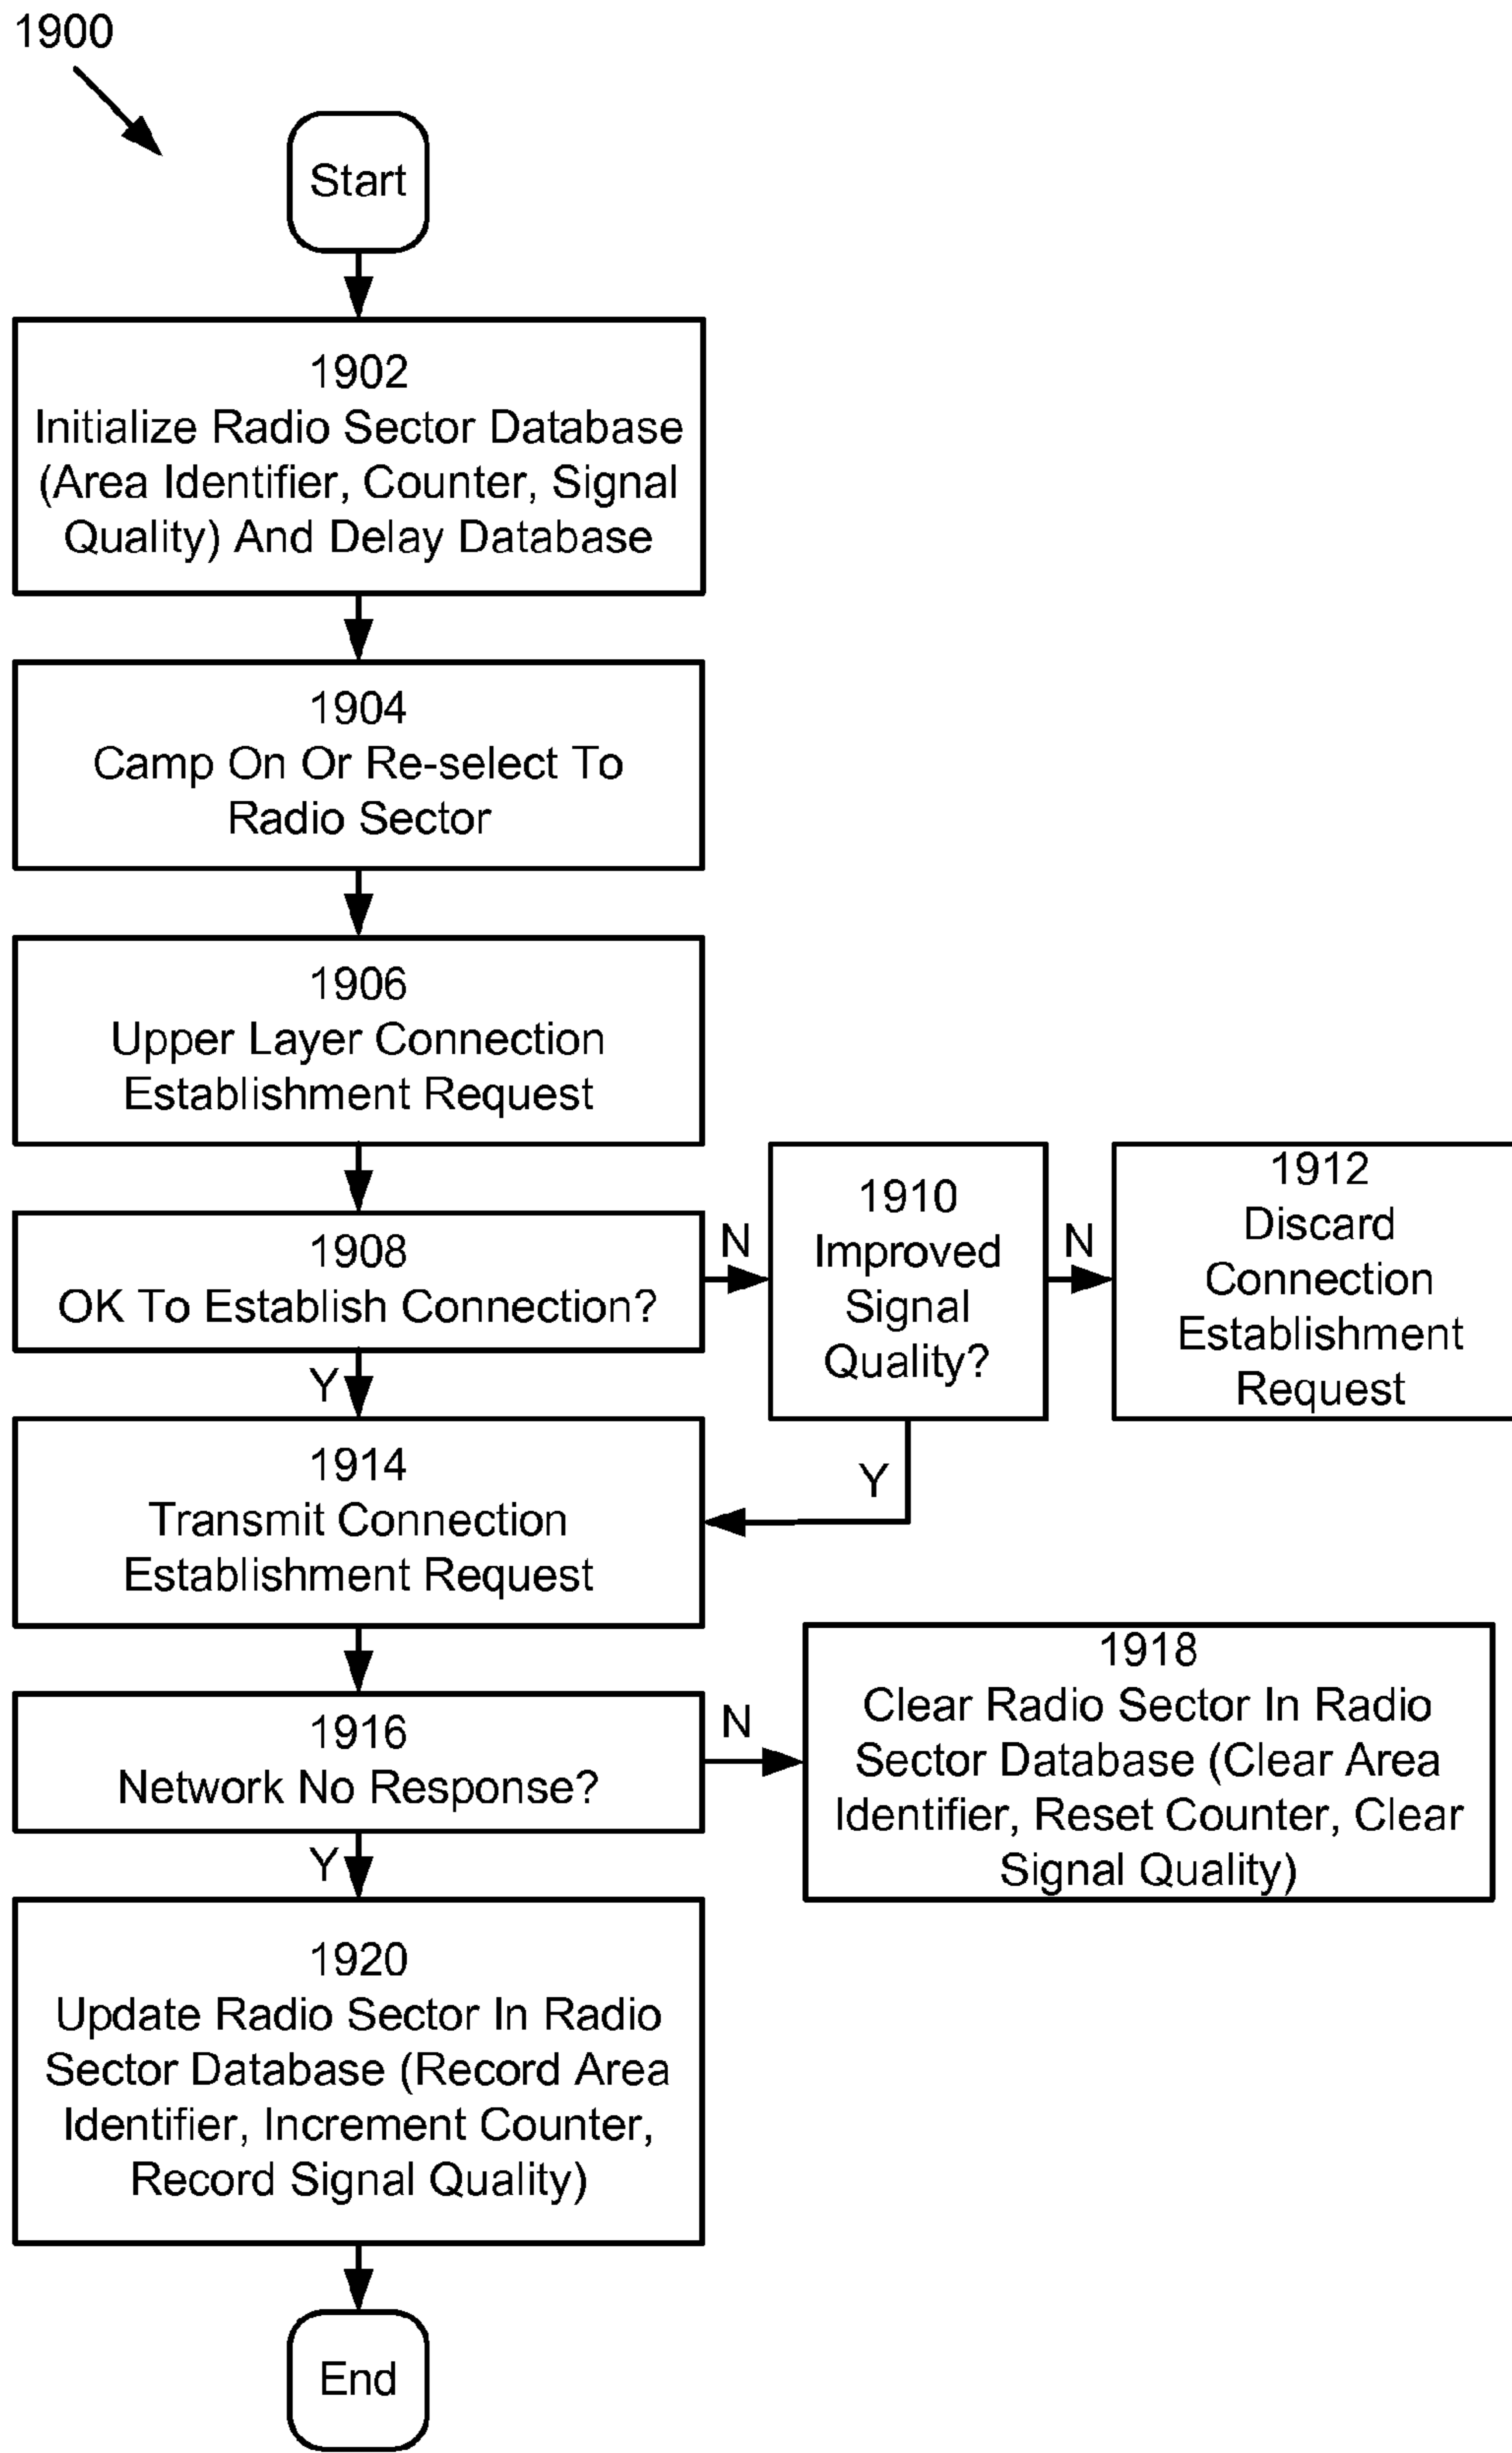 1900
Start
1902
Initialize Radio Sector Database
(Area Identifier, Counter, Signal
Quality) And Delay Database
1904
Camp On Or Re-select To
Radio Sector
1906
Upper Layer Connection
Establishment Request
1908
OK To Establish Connection?
N
1910
Improved
Signal
Quality?
N
1912
Discard
Connection
Establishment
Request
Y
Y
1914
Transmit Connection
Establishment Request
1916
Network No Response?
N
1918
Clear Radio Sector In Radio
Sector Database (Clear Area
Identifier, Reset Counter, Clear
Signal Quality)
Y
1920
Update Radio Sector In Radio
Sector Database (Record Area
Identifier, Increment Counter,
Record Signal Quality)
End